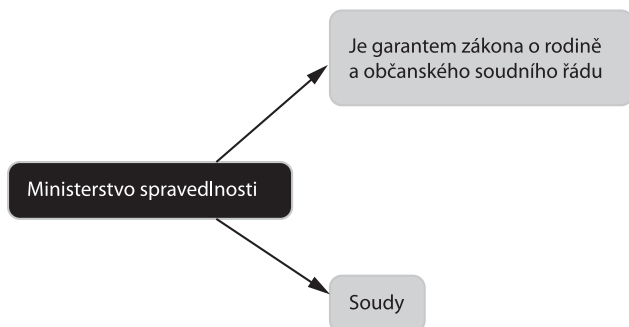 Je garantem zákona o rodině
a občanského soudního řádu
Ministerstvo spravedlnosti
Soudy